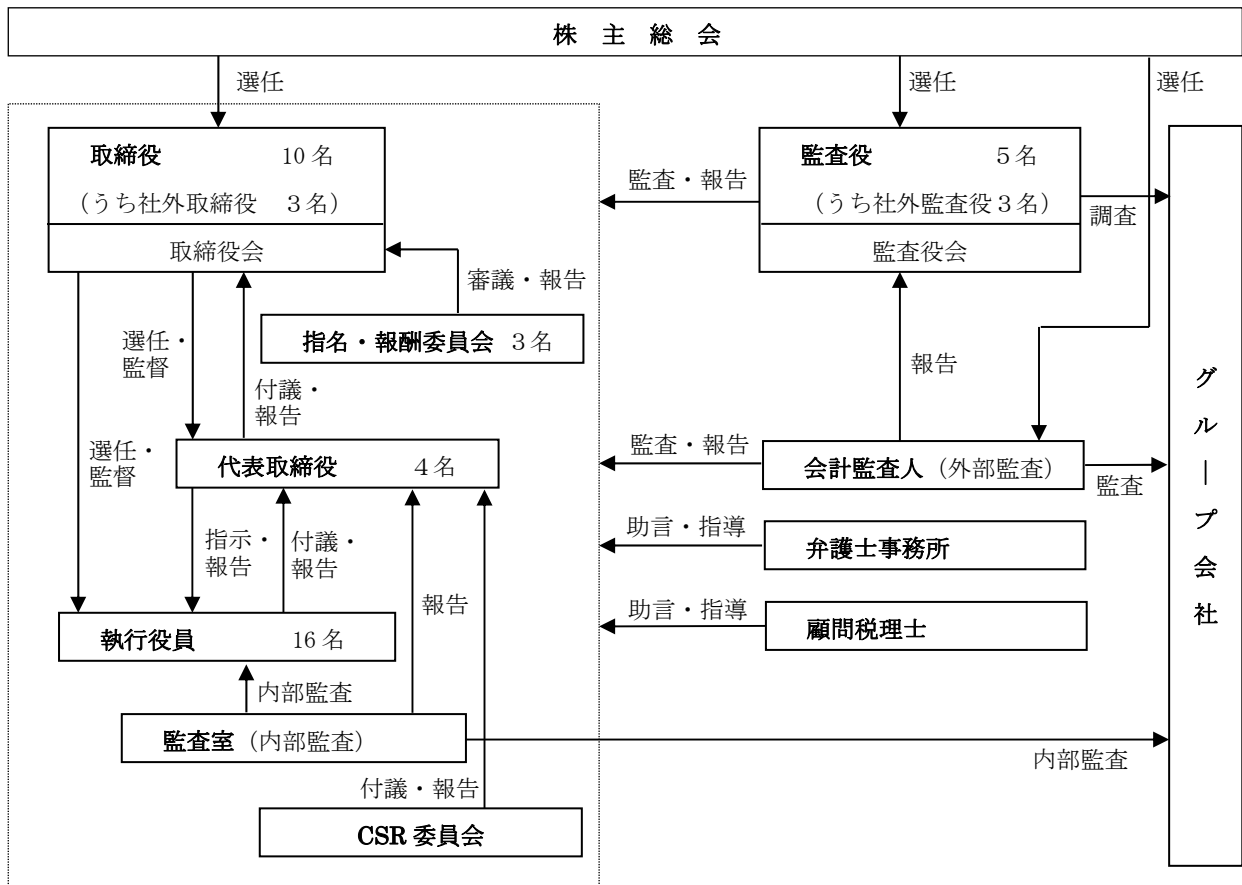 株 主 総 会
選任
選任
選任
取締役 10 名
(うち社外取締役 3名)
取締役会
監査役 5名
(うち社外監査役3名)
監査役会
監査・報告
調査
審議・報告
指名・報酬委員会 3名
選任・
監督
付議・
報告
選任・
監督
報告
代表取締役 4名
監査・報告
会計監査人(外部監査)
監査
指示・
報告
付議・
報告
報告
助言・指導
弁護士事務所
助言・指導
顧問税理士
執行役員 16 名
内部監査
監査室(内部監査)
内部監査
付議・報告
CSR 委員会
グループ会社